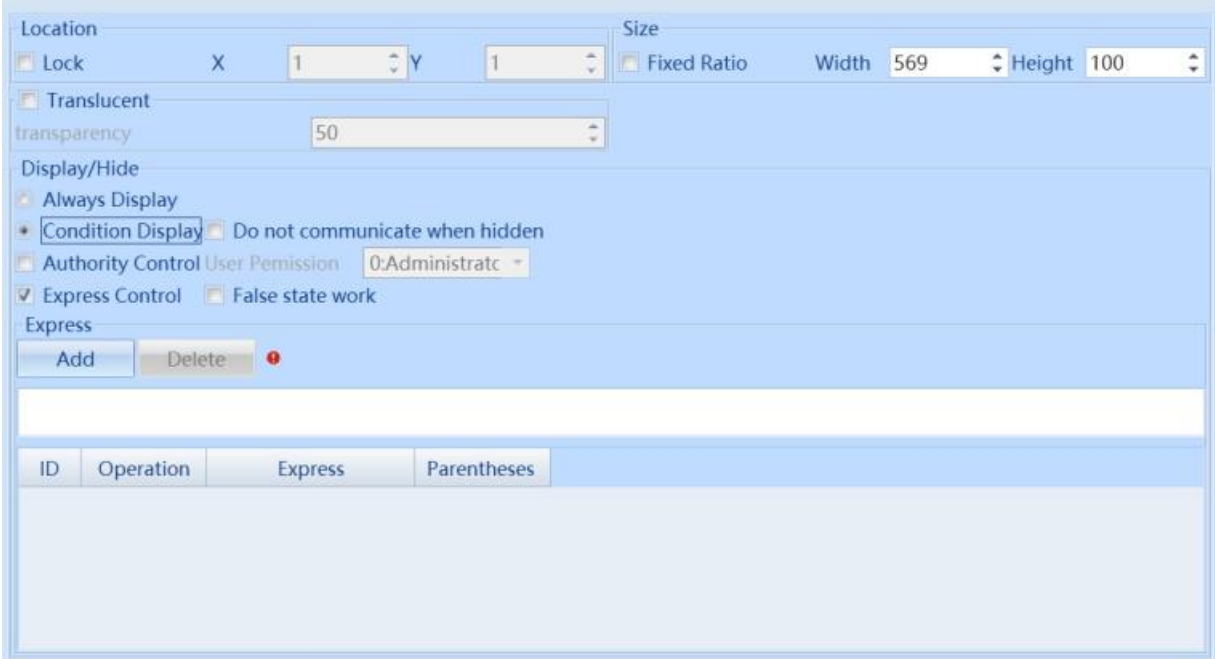 Location Size
Lock X 1 Y 1 Fixed Ratio Width 569 Height 100
Translucent
transparency 50
Display/Hide
Always Display
Condition Display Do not communicate when hidden
Authority Control User Pemission 0:Administratc
Express Control False state work
Express
Add Delete
ID Operation Express Parentheses